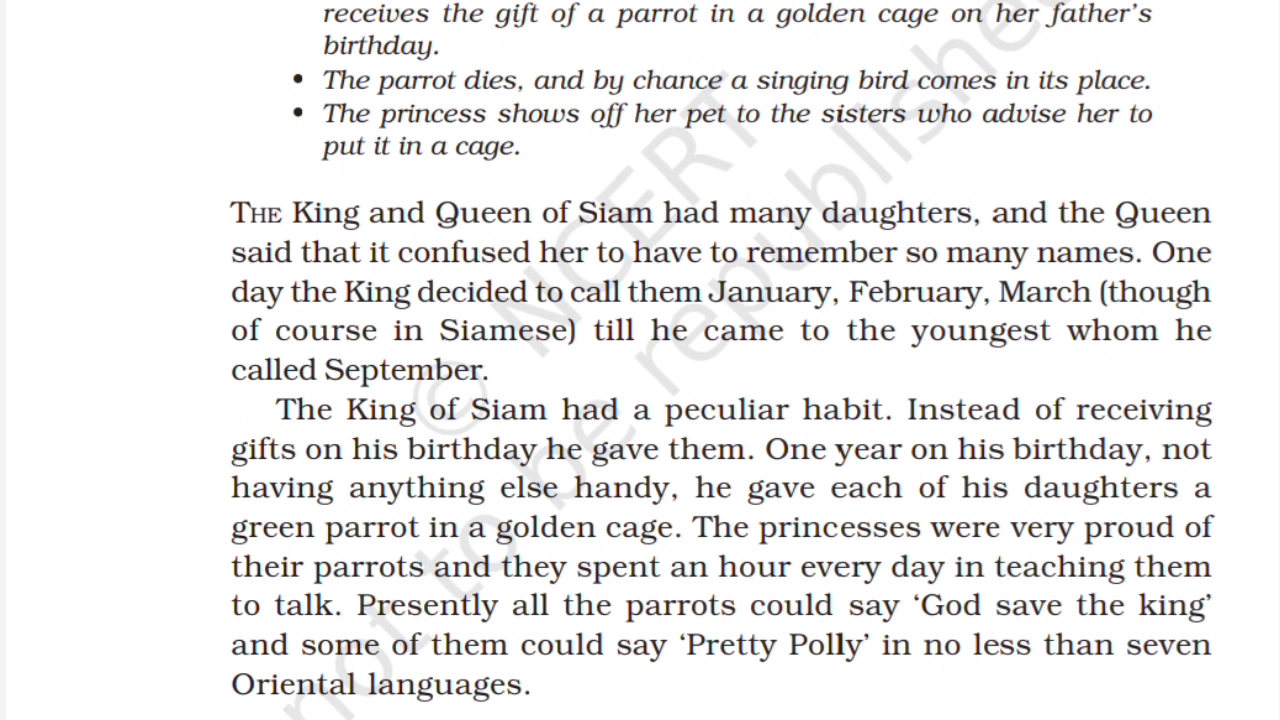 receives the gift of a parrot in a golden cage on her father's
birthday.
• The parrot dies, and by chance a singing bird comes in its place.
• The princess shows off her pet to the sisters who advise her to
put it in a cage.
THE King and Queen of Siam had many daughters, and the Queen
said that it confused her to have to remember so many names. One
day the King decided to call them January, February, March (though
of course in Siamese) till he came to the youngest whom he
called September.
The King of Siam had a peculiar habit. Instead of receiving
gifts on his birthday he gave them. One year on his birthday, not
having anything else handy, he gave each of his daughters a
green parrot in a golden cage. The princesses were very proud of
their parrots and they spent an hour every day in teaching them
to talk. Presently all the parrots could say ‘God save the king’
and some of them could say ‘Pretty Polly’ in no less than seven
Oriental languages.
© NCERT
not to be republished